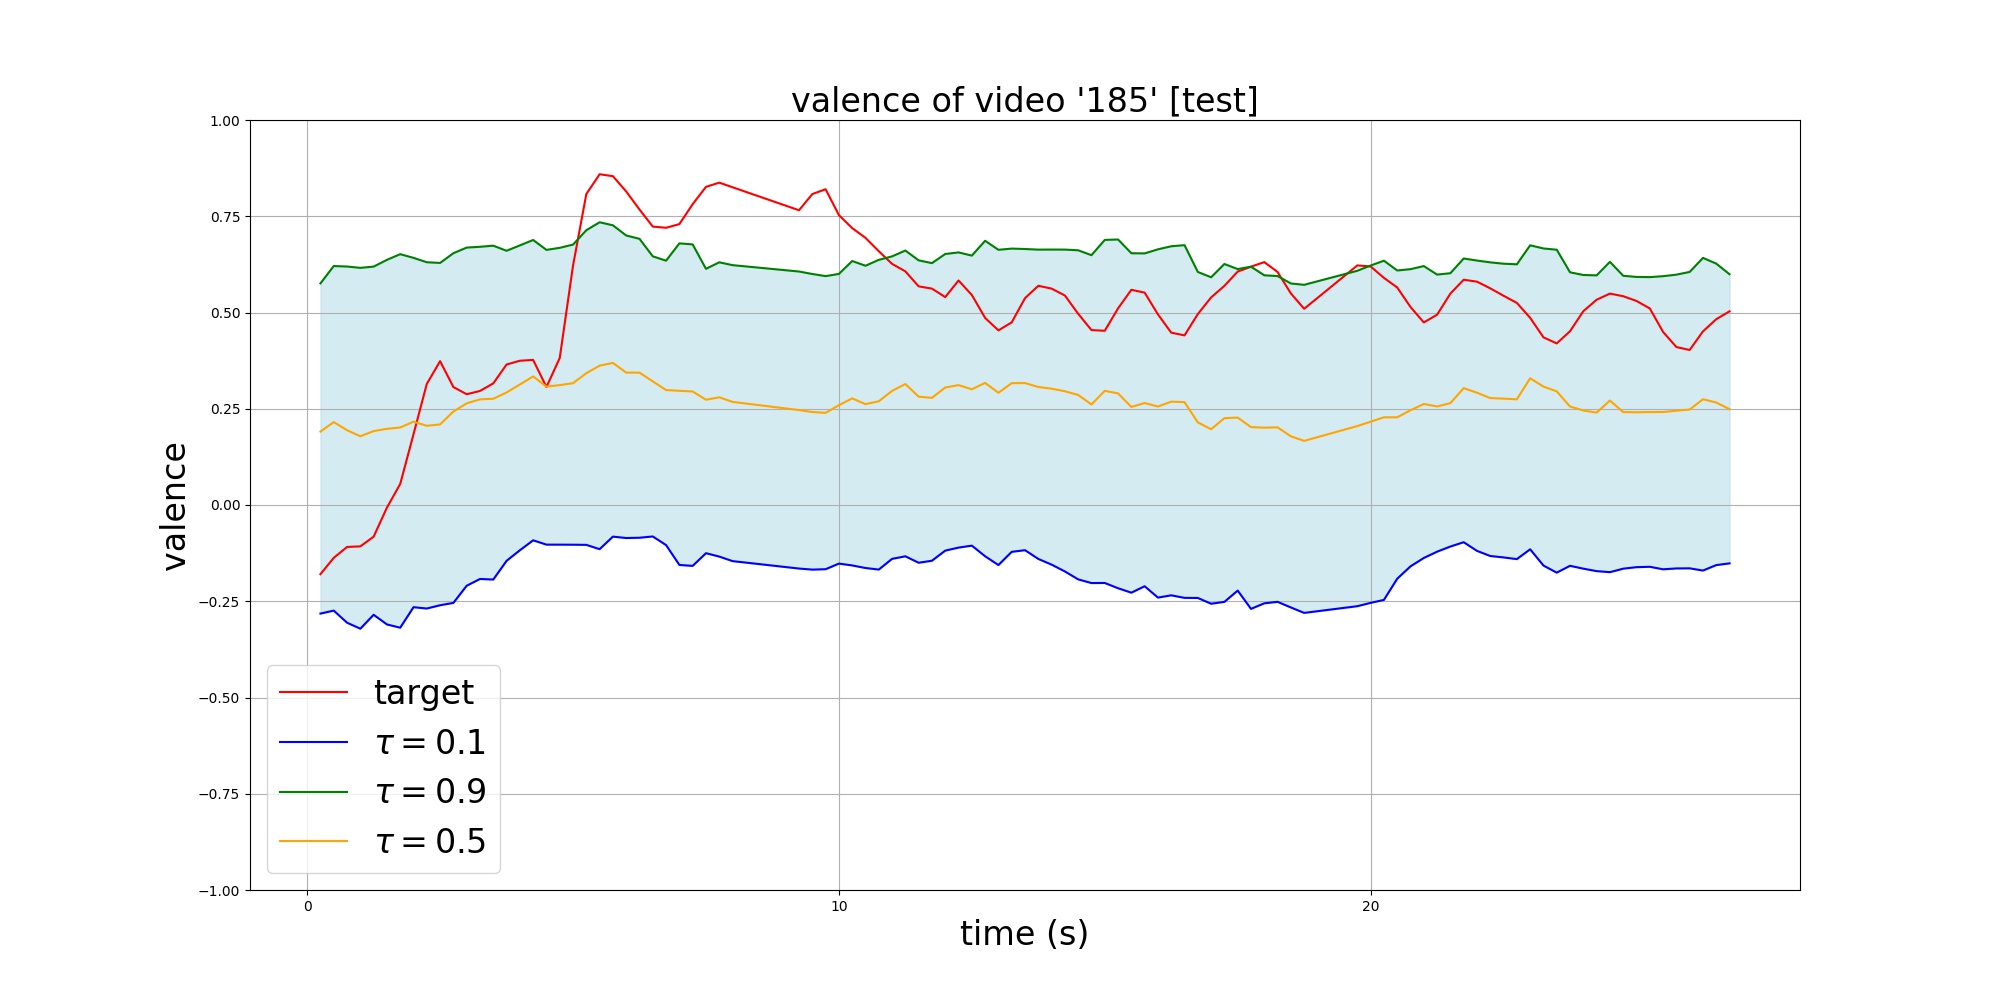 valence of video '185' [test]
1.00
0.75
0.50
0.25
0.00
−0.25
−0.50
−0.75
−1.00
valence
target
τ = 0.1
τ = 0.9
τ = 0.5
0 10 20
time (s)